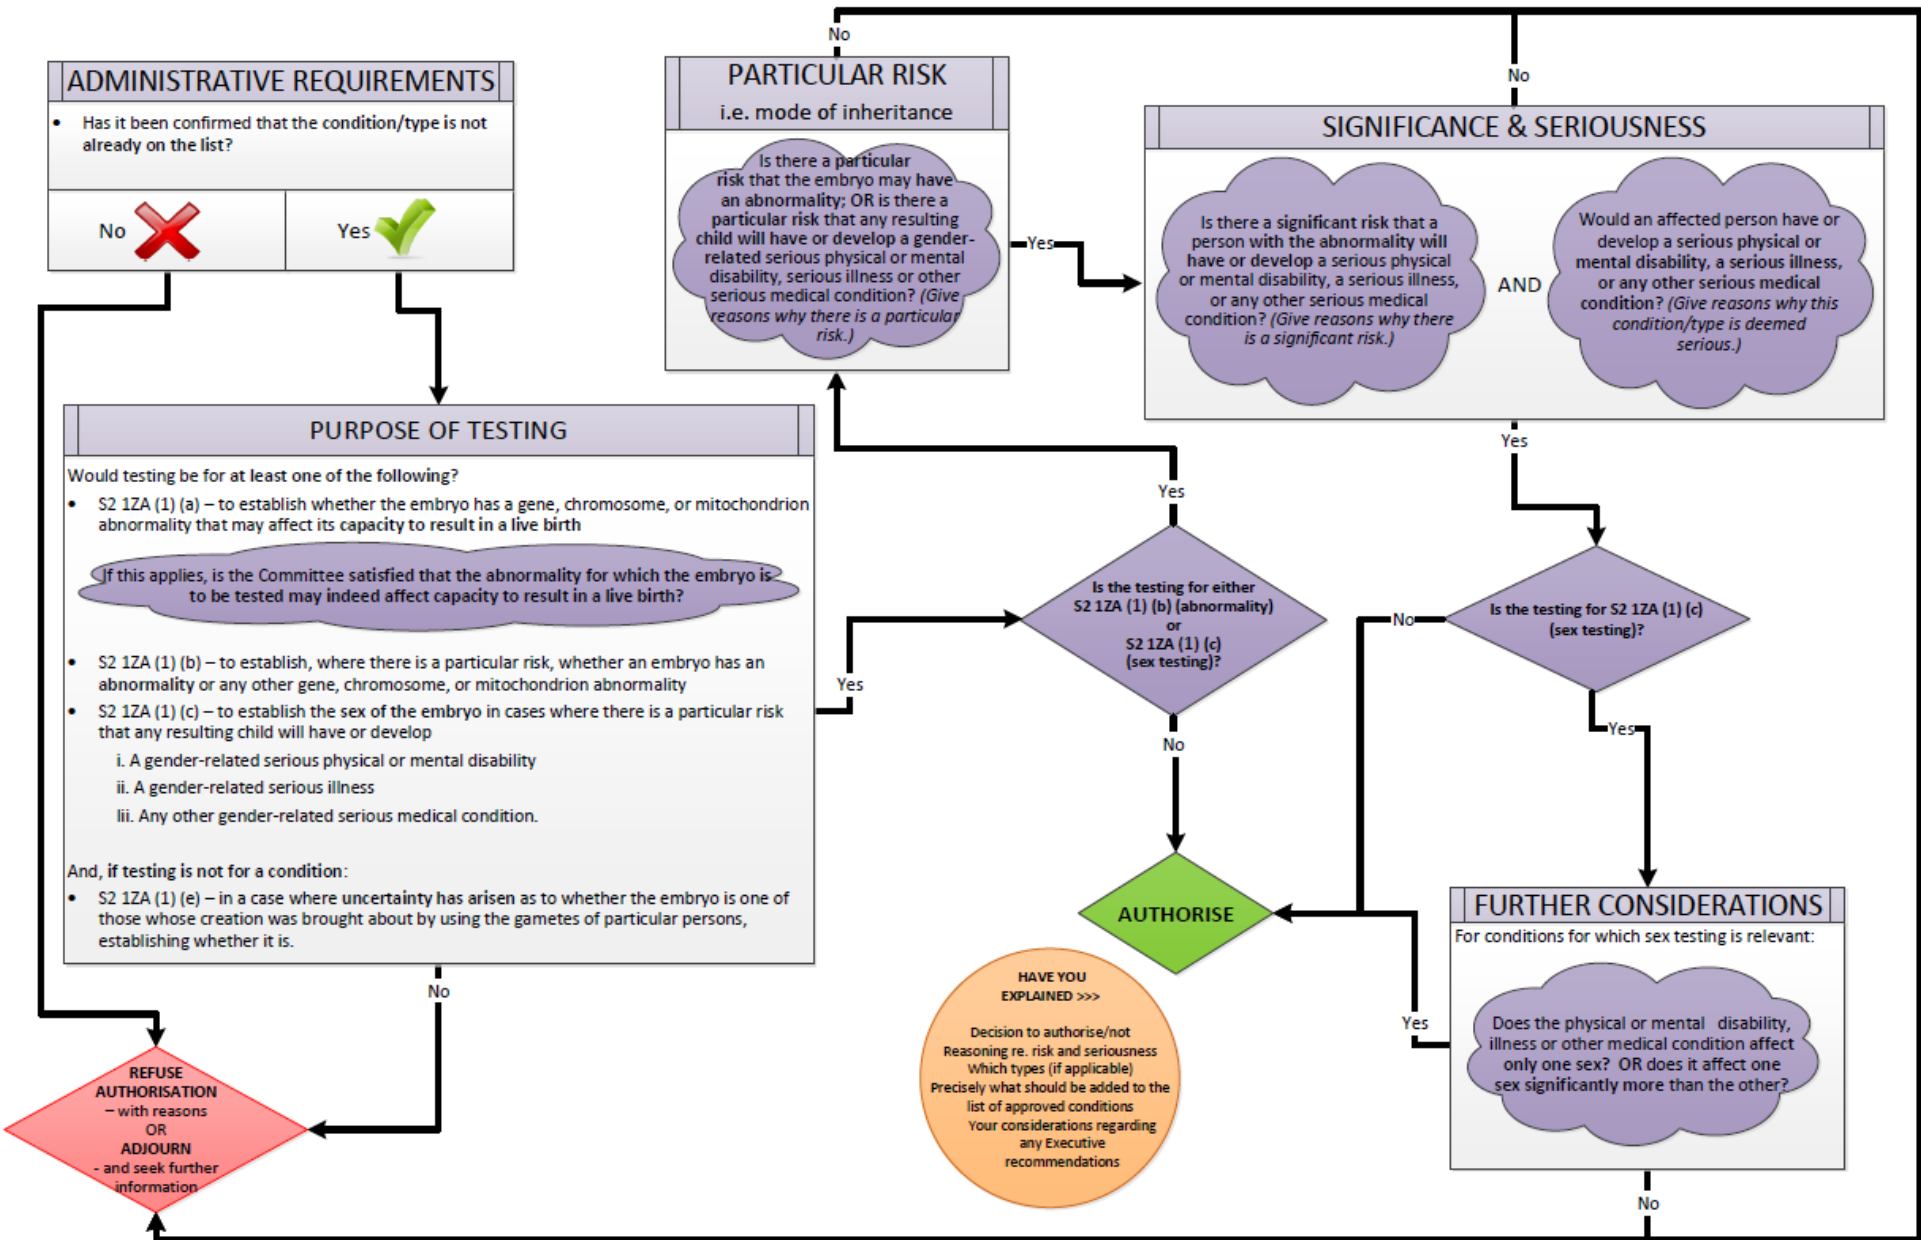 ADMINISTRATIVE REQUIREMENTS
• Has it been confirmed that the condition/type is not
already on the list?
No
Yes
PURPOSE OF TESTING
Would testing be for at least one of the following?
• S2 1ZA (1) (a) – to establish whether the embryo has a gene, chromosome, or mitochondrion
abnormality that may affect its capacity to result in a live birth
If this applies, is the Committee satisfied that the abnormality for which the embryo is
to be tested may indeed affect capacity to result in a live birth?
• S2 1ZA (1) (b) – to establish, where there is a particular risk, whether an embryo has an
abnormality or any other gene, chromosome, or mitochondrion abnormality
• S2 1ZA (1) (c) – to establish the sex of the embryo in cases where there is a particular risk
that any resulting child will have or develop
i. A gender-related serious physical or mental disability
ii. A gender-related serious illness
Iii. Any other gender-related serious medical condition.
And, if testing is not for a condition:
• S2 1ZA (1) (e) – in a case where uncertainty has arisen as to whether the embryo is one of
those whose creation was brought about by using the gametes of particular persons,
establishing whether it is.
No
Yes
REFUSE
AUTHORISATION
– with reasons
OR
ADJOURN
- and seek further
information
No
PARTICULAR RISK
i.e. mode of inheritance
Is there a particular
risk that the embryo may have
an abnormality; OR is there a
particular risk that any resulting
child will have or develop a gender-
related serious physical or mental
disability, serious illness or other
serious medical condition? (Give
reasons why there is a particular
risk.)
Yes
No
SIGNIFICANCE & SERIOUSNESS
Is there a significant risk that a
person with the abnormality will
have or develop a serious physical
or mental disability, a serious illness,
or any other serious medical
condition? (Give reasons why there
is a significant risk.)
AND
Would an affected person have or
develop a serious physical or
mental disability, a serious illness,
or any other serious medical
condition? (Give reasons why this
condition/type is deemed
serious.)
Yes
Yes
Is the testing for either
S2 1ZA (1) (b) (abnormality)
or
S2 1ZA (1) (c)
(sex testing)?
No
Is the testing for S2 1ZA (1) (c)
(sex testing)?
No
Yes
AUTHORISE
HAVE YOU
EXPLAINED >>>
Decision to authorise/not
Reasoning re. risk and seriousness
Which types (if applicable)
Precisely what should be added to the
list of approved conditions
Your considerations regarding
any Executive
recommendations
FURTHER CONSIDERATIONS
For conditions for which sex testing is relevant:
Does the physical or mental disability,
illness or other medical condition affect
only one sex? OR does it affect one
sex significantly more than the other?
Yes
No